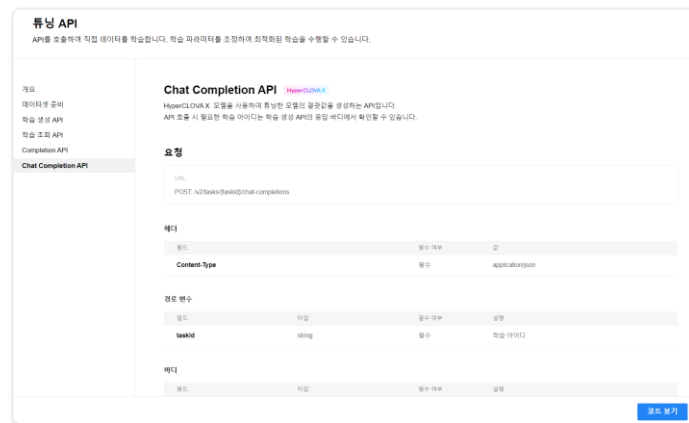 튜닝 API
API를 호출하여 직접 데이터를 학습합니다. 학습 파라미터를 조정하여 최적화된 학습을 수행할 수 있습니다.
개요
데이터셋 준비
학습 생성 API
학습 조회 API
Completion API
Chat Completion API
Chat Completion API HyperCLOVA X
HyperCLOVA X 모델을 사용하여 튜닝한 모델의 결괏값을 생성하는 API입니다.
API 호출 시 필요한 학습 아이디는 학습 생성 API의 응답 바디에서 확인할 수 있습니다.
요청
URL
POST /v2/tasks/{taskId}/chat-completions
헤더
필드 필수 여부 값
Content-Type 필수 application/json
경로 변수
필드 타입 필수 여부 설명
taskId string 필수 학습 아이디
바디
필드 타입 필수 여부 설명
코드 보기